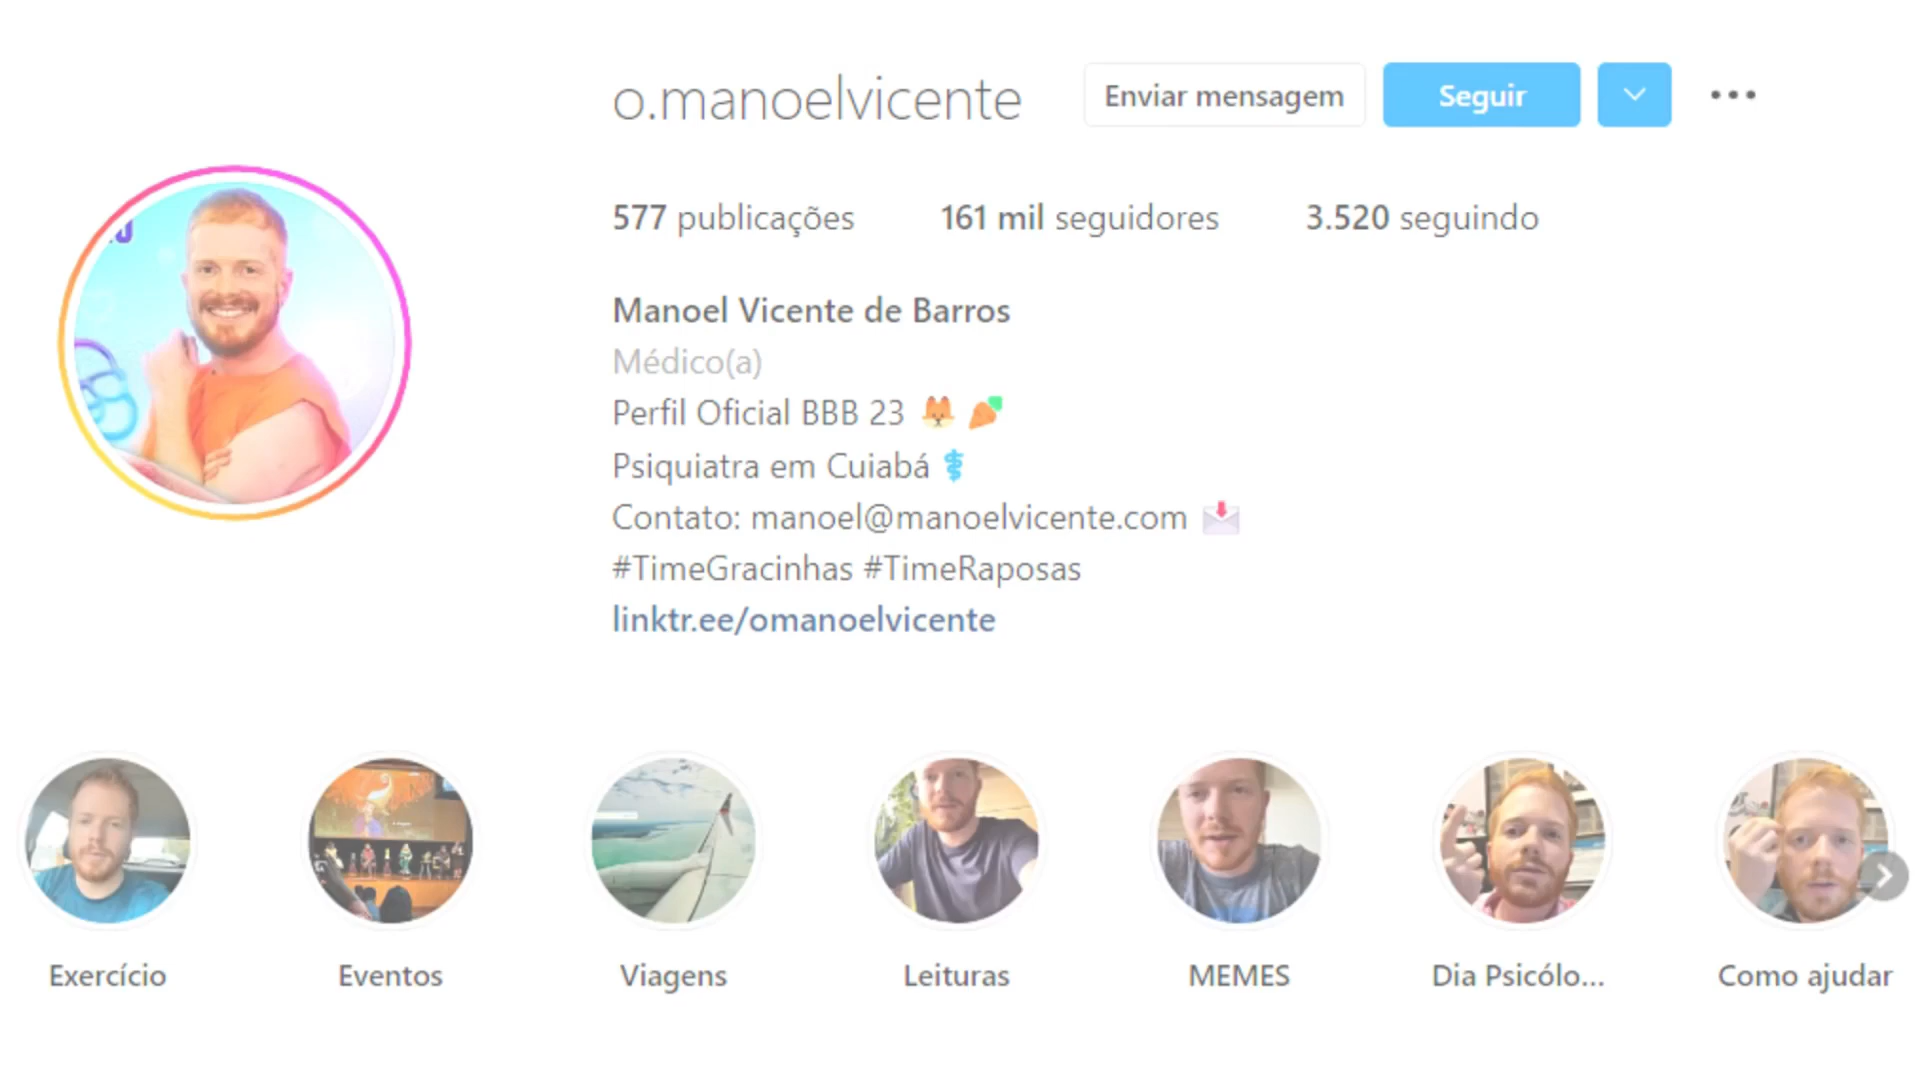 o.manoelvicente
Enviar mensagem
Seguir
577 publicações
161 mil seguidores
3.520 seguindo
Manoel Vicente de Barros
Médico(a)
Perfil Oficial BBB 23 🦊 🥕
Psiquiatra em Cuiabá ⚕️
Contato: manoel@manoelvicente.com 📩
#TimeGracinhas #TimeRaposas
linktr.ee/omanoelvicente
Exercício
Eventos
Viagens
Leituras
MEMES
Dia Psicólo...
Como ajudar